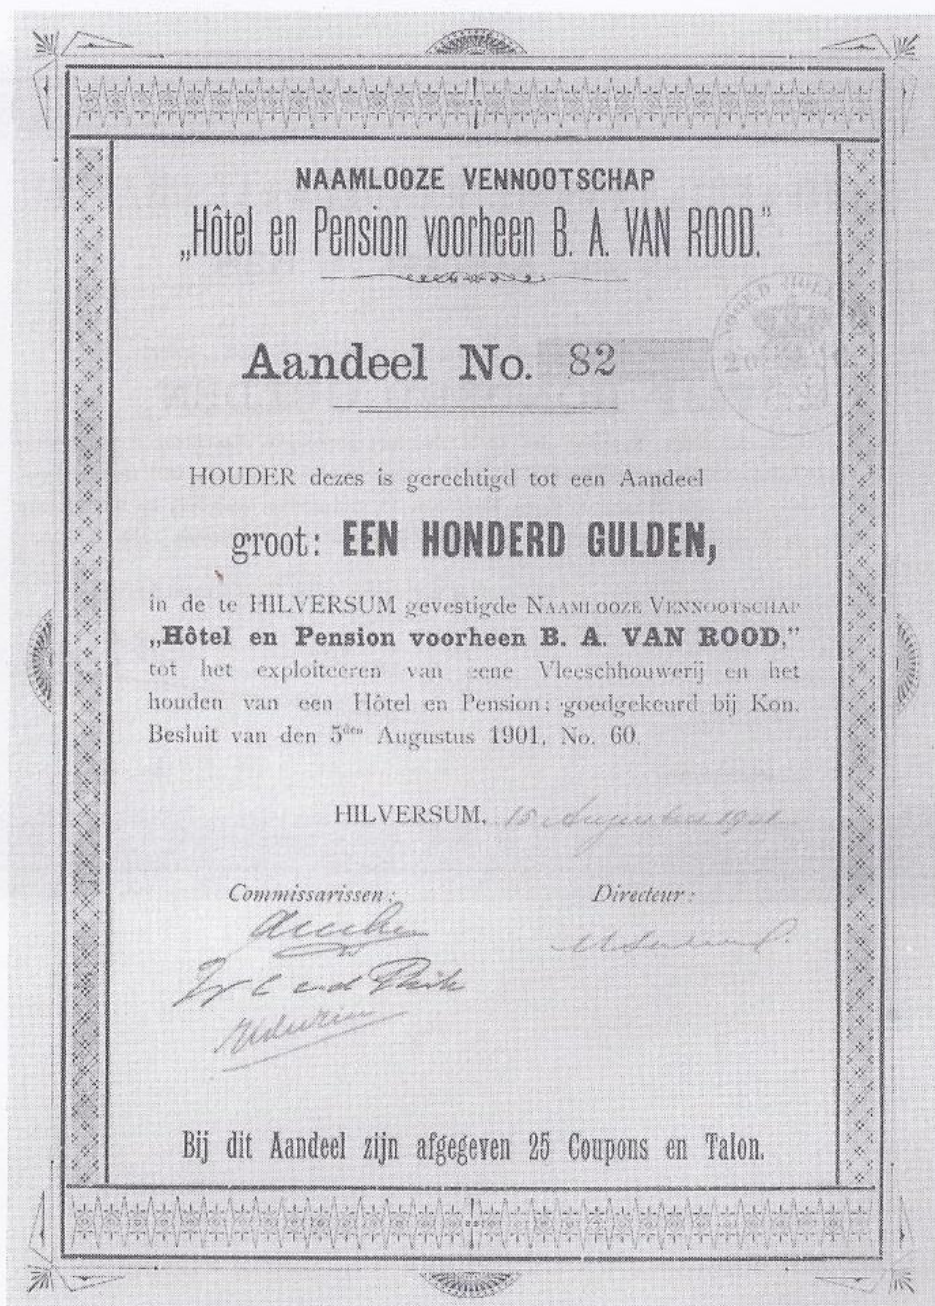 NAAMLOOZE VENNOOTSCHAP
„Hôtel en Pension voorheen B. A. VAN ROOD.”
Aandeel No. 82
HOUDER dezes is gerechtigd tot een Aandeel
groot: EEN HONDERD GULDEN,
in de te HILVERSUM gevestigde NAAMLOOZE VENNOOTSCHAP
„Hôtel en Pension voorheen B. A. VAN ROOD,”
tot het exploiteeren van eene Vleeschhouwerij en het
houden van een Hôtel en Pension; goedgekeurd bij Kon.
Besluit van den 5den Augustus 1901, No. 60.
HILVERSUM, 15 Augustus 1901
Commissarissen: Directeur:
Bij dit Aandeel zijn afgegeven 25 Coupons en Talon.